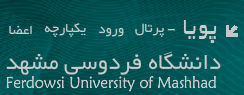 پویا - پرتال ورود یکپارچه اعضا
دانشگاه فردوسی مشهد
Ferdowsi University of Mashhad